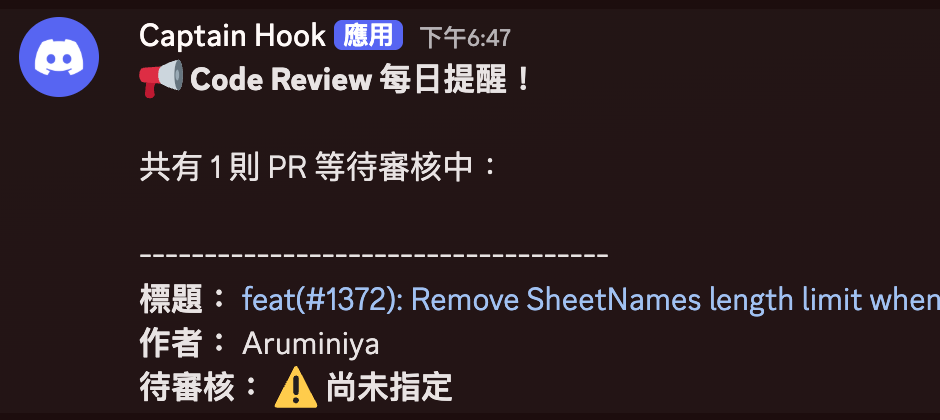 Captain Hook 應用 下午6:47
📢 Code Review 每日提醒！
共有 1 則 PR 等待審核中：
------------------------------------
標題： feat(#1372): Remove SheetNames length limit when
作者： Aruminiya
待審核： ⚠️ 尚未指定